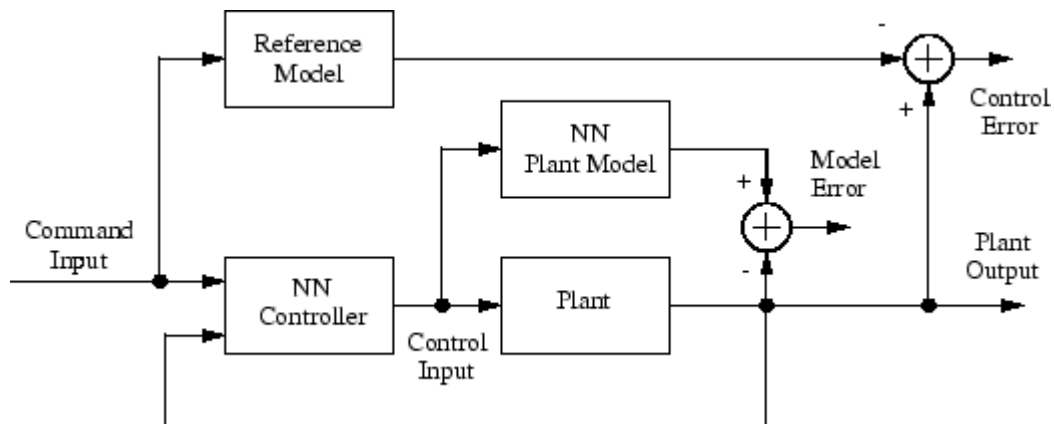 Reference
Model
-
+
Control
Error
NN
Plant Model
+
Model
Error
-
Command
Input
NN
Controller
Control
Input
Plant
Plant
Output